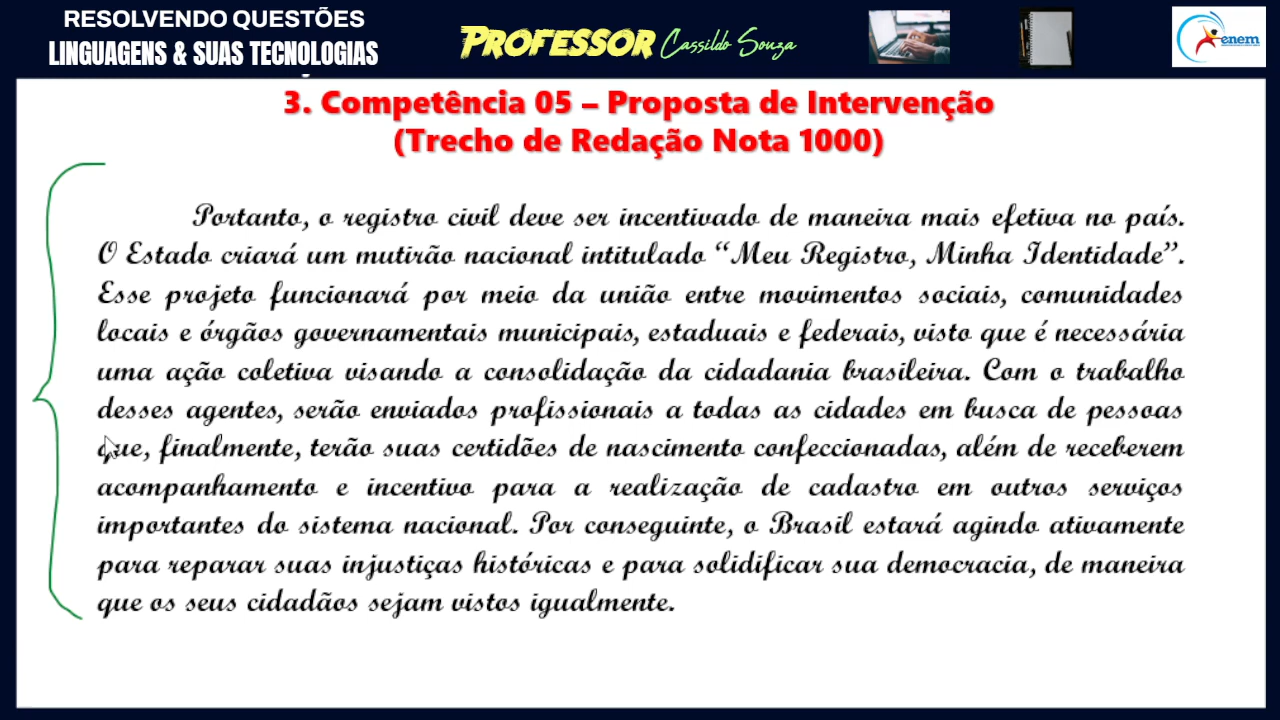 RESOLVENDO QUESTÕES
LINGUAGENS & SUAS TECNOLOGIAS
PROFESSOR Cassildo Souza
enem
3. Competência 05 – Proposta de Intervenção
(Trecho de Redação Nota 1000)
Portanto, o registro civil deve ser incentivado de maneira mais efetiva no país.
O Estado criará um mutirão nacional intitulado “Meu Registro, Minha Identidade”.
Esse projeto funcionará por meio da união entre movimentos sociais, comunidades
locais e órgãos governamentais municipais, estaduais e federais, visto que é necessária
uma ação coletiva visando a consolidação da cidadania brasileira. Com o trabalho
desses agentes, serão enviados profissionais a todas as cidades em busca de pessoas
que, finalmente, terão suas certidões de nascimento confeccionadas, além de receberem
acompanhamento e incentivo para a realização de cadastro em outros serviços
importantes do sistema nacional. Por conseguinte, o Brasil estará agindo ativamente
para reparar suas injustiças históricas e para solidificar sua democracia, de maneira
que os seus cidadãos sejam vistos igualmente.